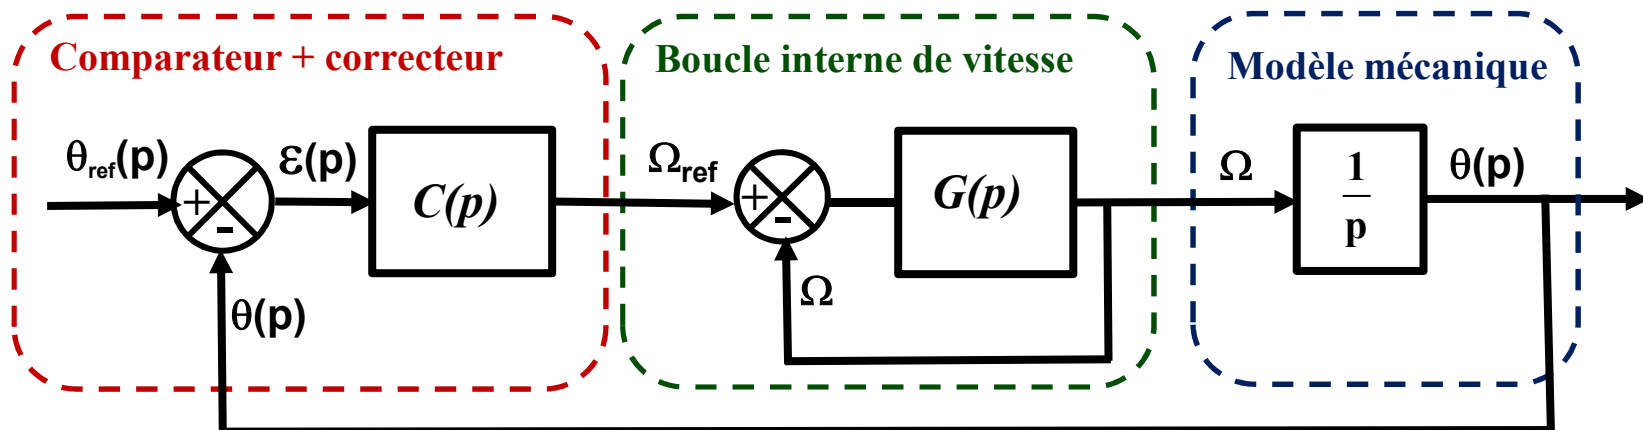 Comparateur + correcteur
Boucle interne de vitesse
Modèle mécanique
θref(p)
+
-
ε(p)
C(p)
θ(p)
Ωref
+
-
G(p)
Ω
Ω
1
p
θ(p)